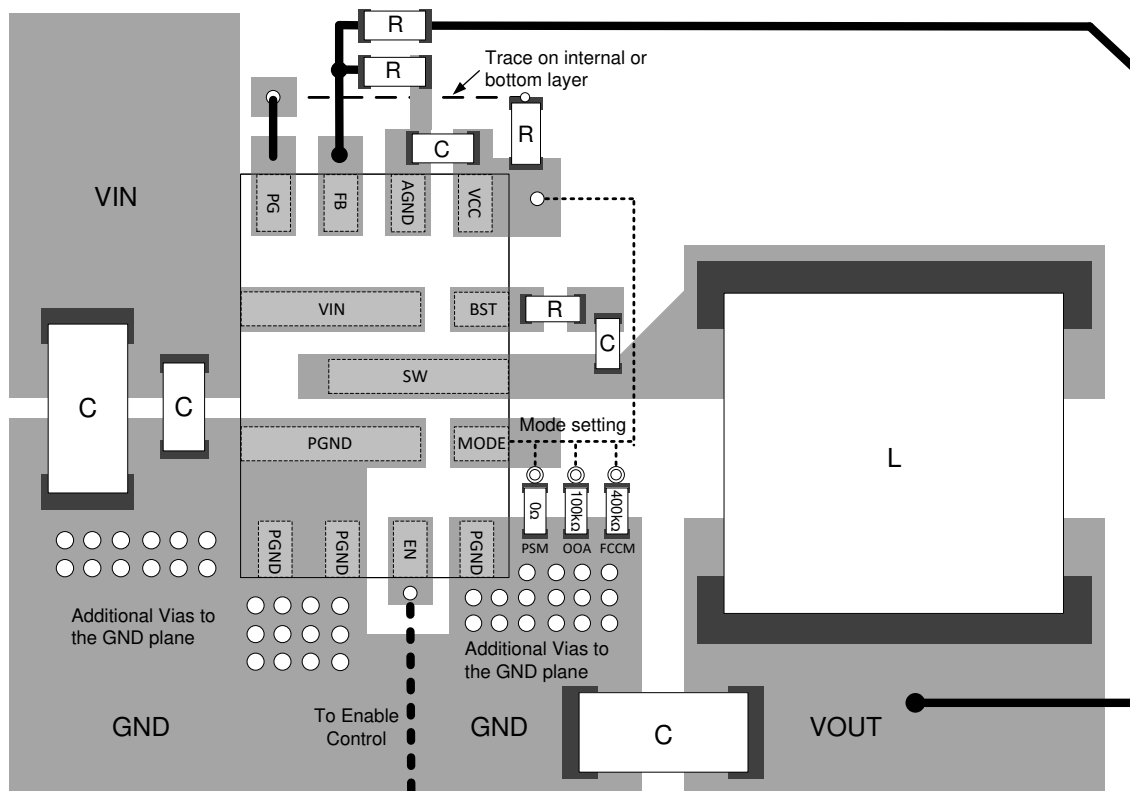 R
R
Trace on internal or
bottom layer
R
C
VIN
PG
FB
AGND
VCC
VIN
BST
R
C
SW
C
C
PGND
MODE
Mode setting
L
0Ω
100kΩ
400kΩ
PSM
OOA
FCCM
PGND
PGND
EN
PGND
Additional Vias to
the GND plane
Additional Vias to
the GND plane
GND
To Enable
Control
GND
C
VOUT